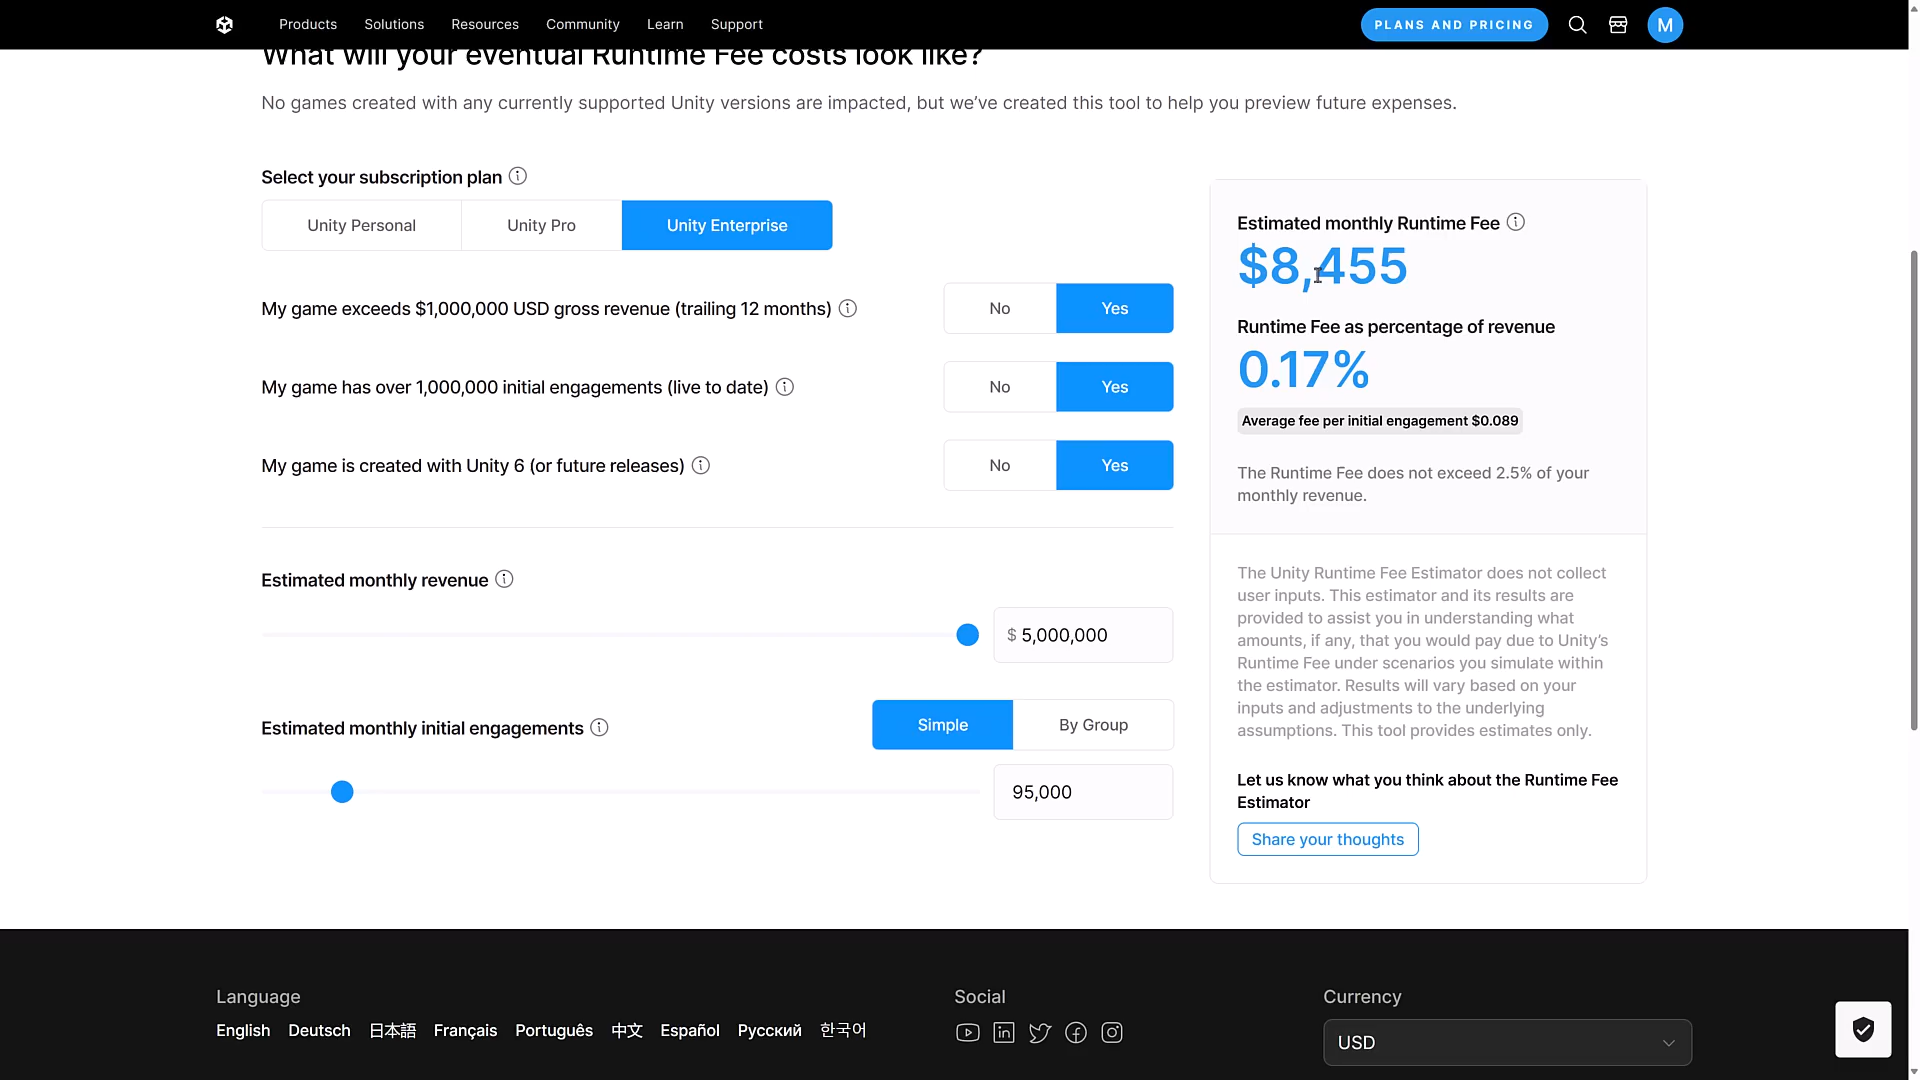 Products Solutions Resources Community Learn Support
PLANS AND PRICING
M
What will your eventual Runtime Fee costs look like?
No games created with any currently supported Unity versions are impacted, but we’ve created this tool to help you preview future expenses.
Select your subscription plan
Unity Personal Unity Pro Unity Enterprise
My game exceeds $1,000,000 USD gross revenue (trailing 12 months)
No Yes
My game has over 1,000,000 initial engagements (live to date)
No Yes
My game is created with Unity 6 (or future releases)
No Yes
Estimated monthly revenue
$ 5,000,000
Estimated monthly initial engagements
Simple By Group
95,000
Estimated monthly Runtime Fee
$8,455
Runtime Fee as percentage of revenue
0.17%
Average fee per initial engagement $0.089
The Runtime Fee does not exceed 2.5% of your
monthly revenue.
The Unity Runtime Fee Estimator does not collect
user inputs. This estimator and its results are
provided to assist you in understanding what
amounts, if any, that you would pay due to Unity’s
Runtime Fee under scenarios you simulate within
the estimator. Results will vary based on your
inputs and adjustments to the underlying
assumptions. This tool provides estimates only.
Let us know what you think about the Runtime Fee
Estimator
Share your thoughts
Language
English Deutsch 日本語 Français Português 中文 Español Русский 한국어
Social
Currency
USD